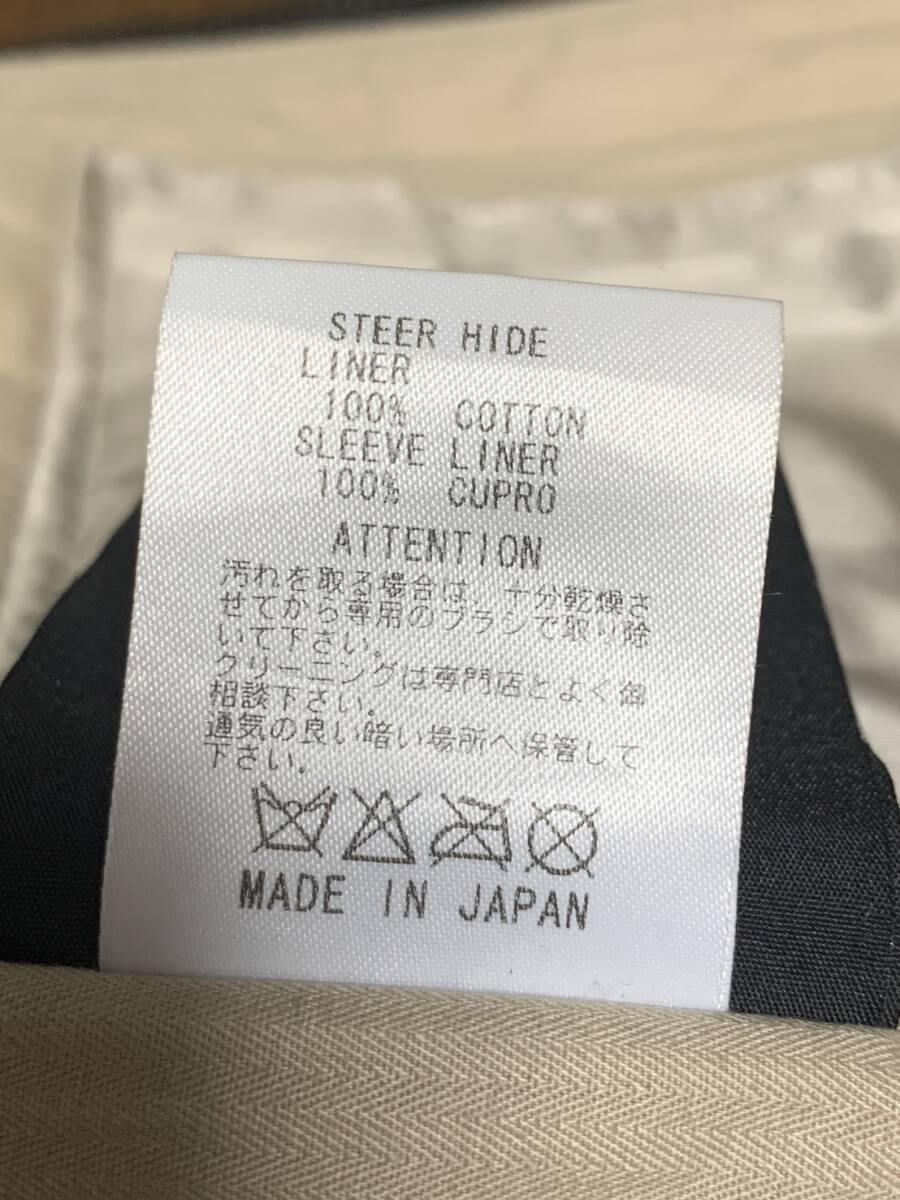 STEER HIDE
LINER
100% COTTON
SLEEVE LINER
100% CUPRO
ATTENTION
汚れを取る場合は、十分乾燥さ
せてから専用のブラシで取り除
いて下さい。
クリーニングは専門店とよく御
相談下さい。
通気の良い暗い場所へ保管して
下さい。
MADE IN JAPAN